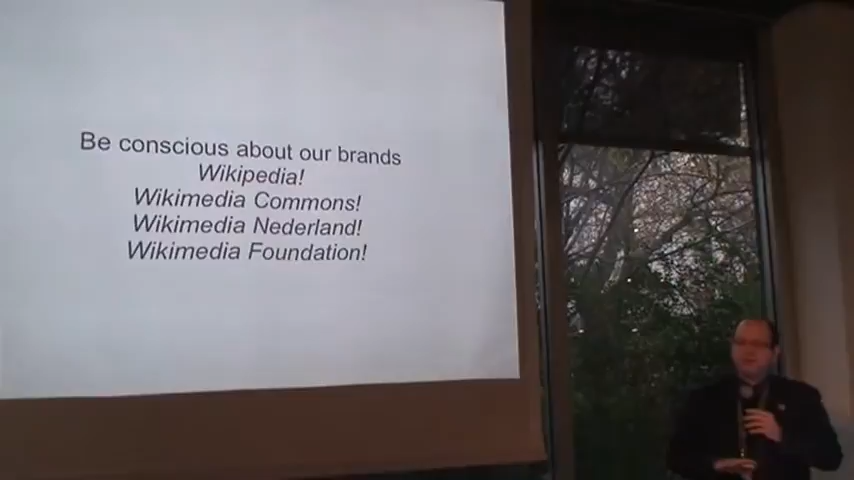 Be conscious about our brands
Wikipedia!
Wikimedia Commons!
Wikimedia Nederland!
Wikimedia Foundation!